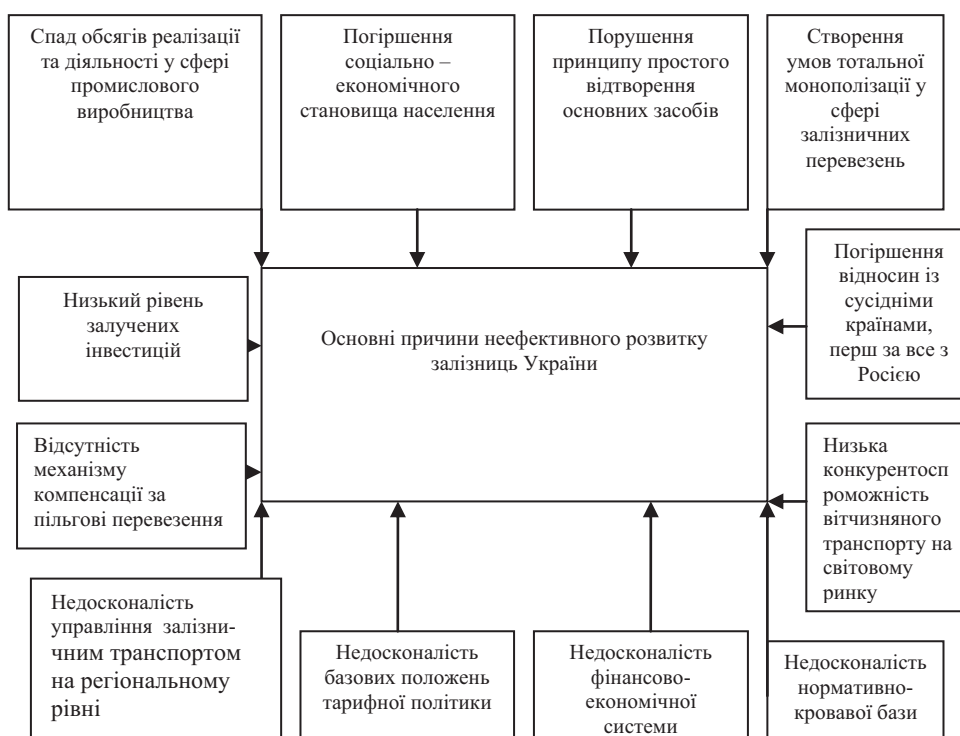 Спад обсягів реалізації
та діяльності у сфері
промислового
виробництва
Погіршення
соціально –
економічного
становища населення
Порушення
принципу простого
відтворення
основних засобів
Створення
умов тотальної
монополізації у
сфері
залізничних
перевезень
Низький рівень
залучених
інвестицій
Основні причини неефективного розвитку
залізниць України
Погіршення
відносин із
сусідніми
країнами,
перш за все з
Росією
Відсутність
механізму
компенсації за
пільгові перевезення
Низька
конкурентосп
роможність
вітчизняного
транспорту на
світовому
ринку
Недосконалість
управління залізни-
чним транспортом
на регіональному
рівні
Недосконалість
базових положень
тарифної політики
Недосконалість
фінансово-
економічної
системи
Недосконалість
нормативно-
кровавої бази